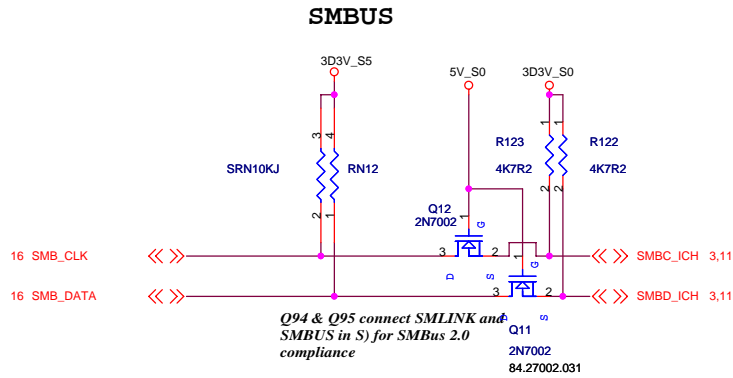 SMBUS
3D3V_S5
5V_S0
3D3V_S0
3
4
1
1
R123
R122
SRN10KJ
RN12
4K7R2
4K7R2
2
1
2
2
Q12
2N7002
1
G
16 SMB_CLK
3
2
SMBC_ICH 3,11
D
S
1
G
16 SMB_DATA
3
2
SMBD_ICH 3,11
D
S
Q94 & Q95 connect SMLINK and
SMBUS in S) for SMBus 2.0
compliance
Q11
2N7002
84.27002.031